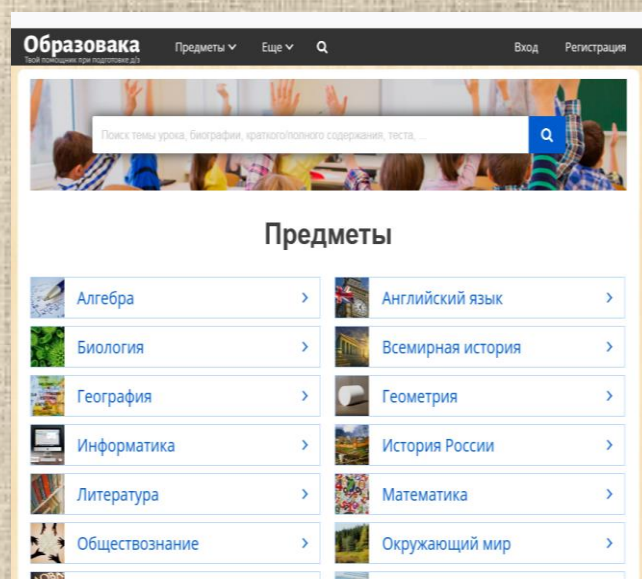 Образовака Предметы Еще Вход Регистрация
Твой помощник при подготовке д/з
Поиск темы урока, биографии, краткого/полного содержания, теста, ...
Предметы
Алгебра Английский язык
Биология Всемирная история
География Геометрия
Информатика История России
Литература Математика
Обществознание Окружающий мир